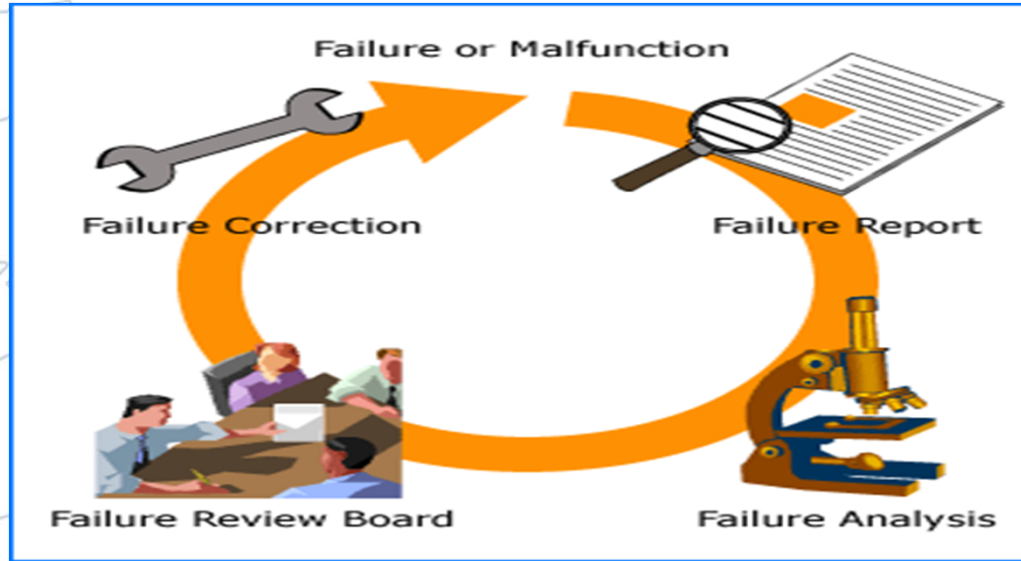 Failure or Malfunction
Failure Correction
Failure Report
Failure Review Board
Failure Analysis